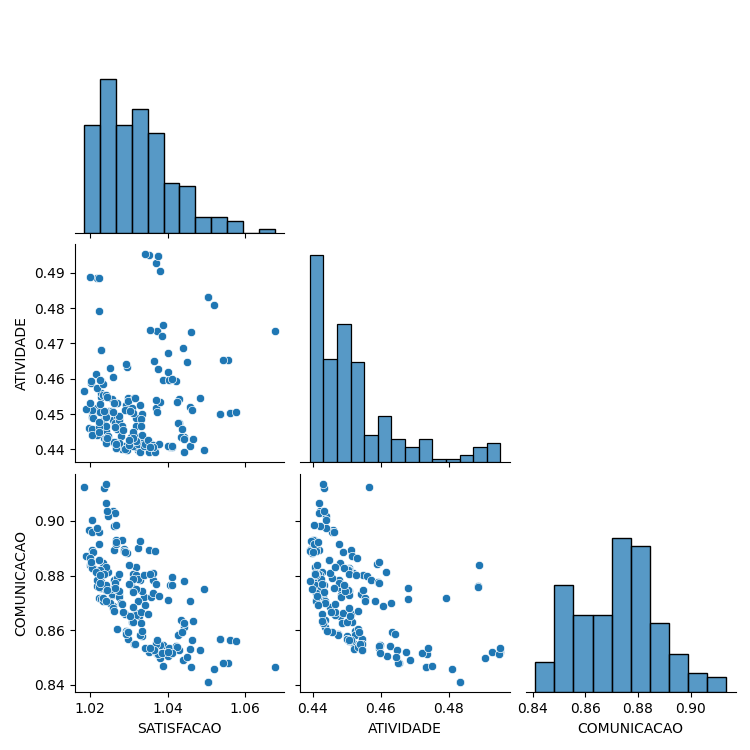 0.49
0.48
0.47
0.46
0.45
0.44
ATIVIDADE
0.90
0.88
0.86
0.84
COMUNICACAO
1.02 1.04 1.06
SATISFACAO
0.44 0.46 0.48
ATIVIDADE
0.84 0.86 0.88 0.90
COMUNICACAO